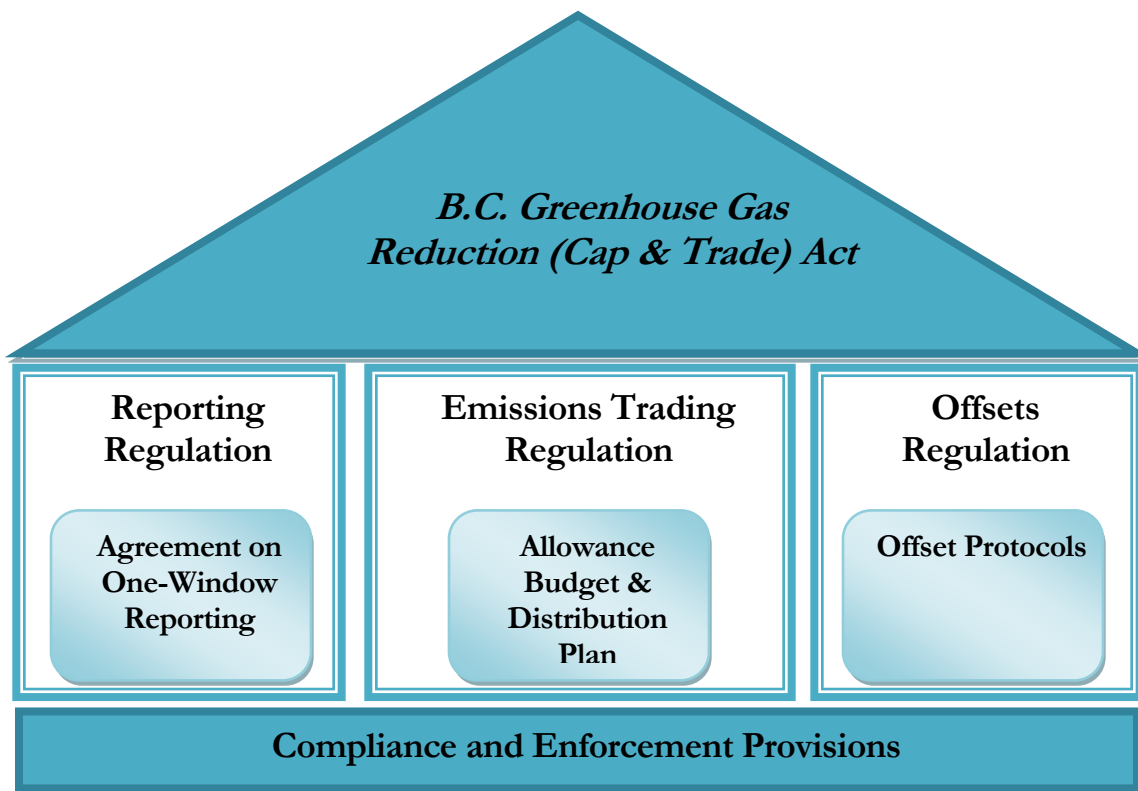 B.C. Greenhouse Gas
Reduction (Cap & Trade) Act
Reporting
Regulation
Agreement on
One-Window
Reporting
Emissions Trading
Regulation
Allowance
Budget &
Distribution
Plan
Offsets
Regulation
Offset Protocols
Compliance and Enforcement Provisions